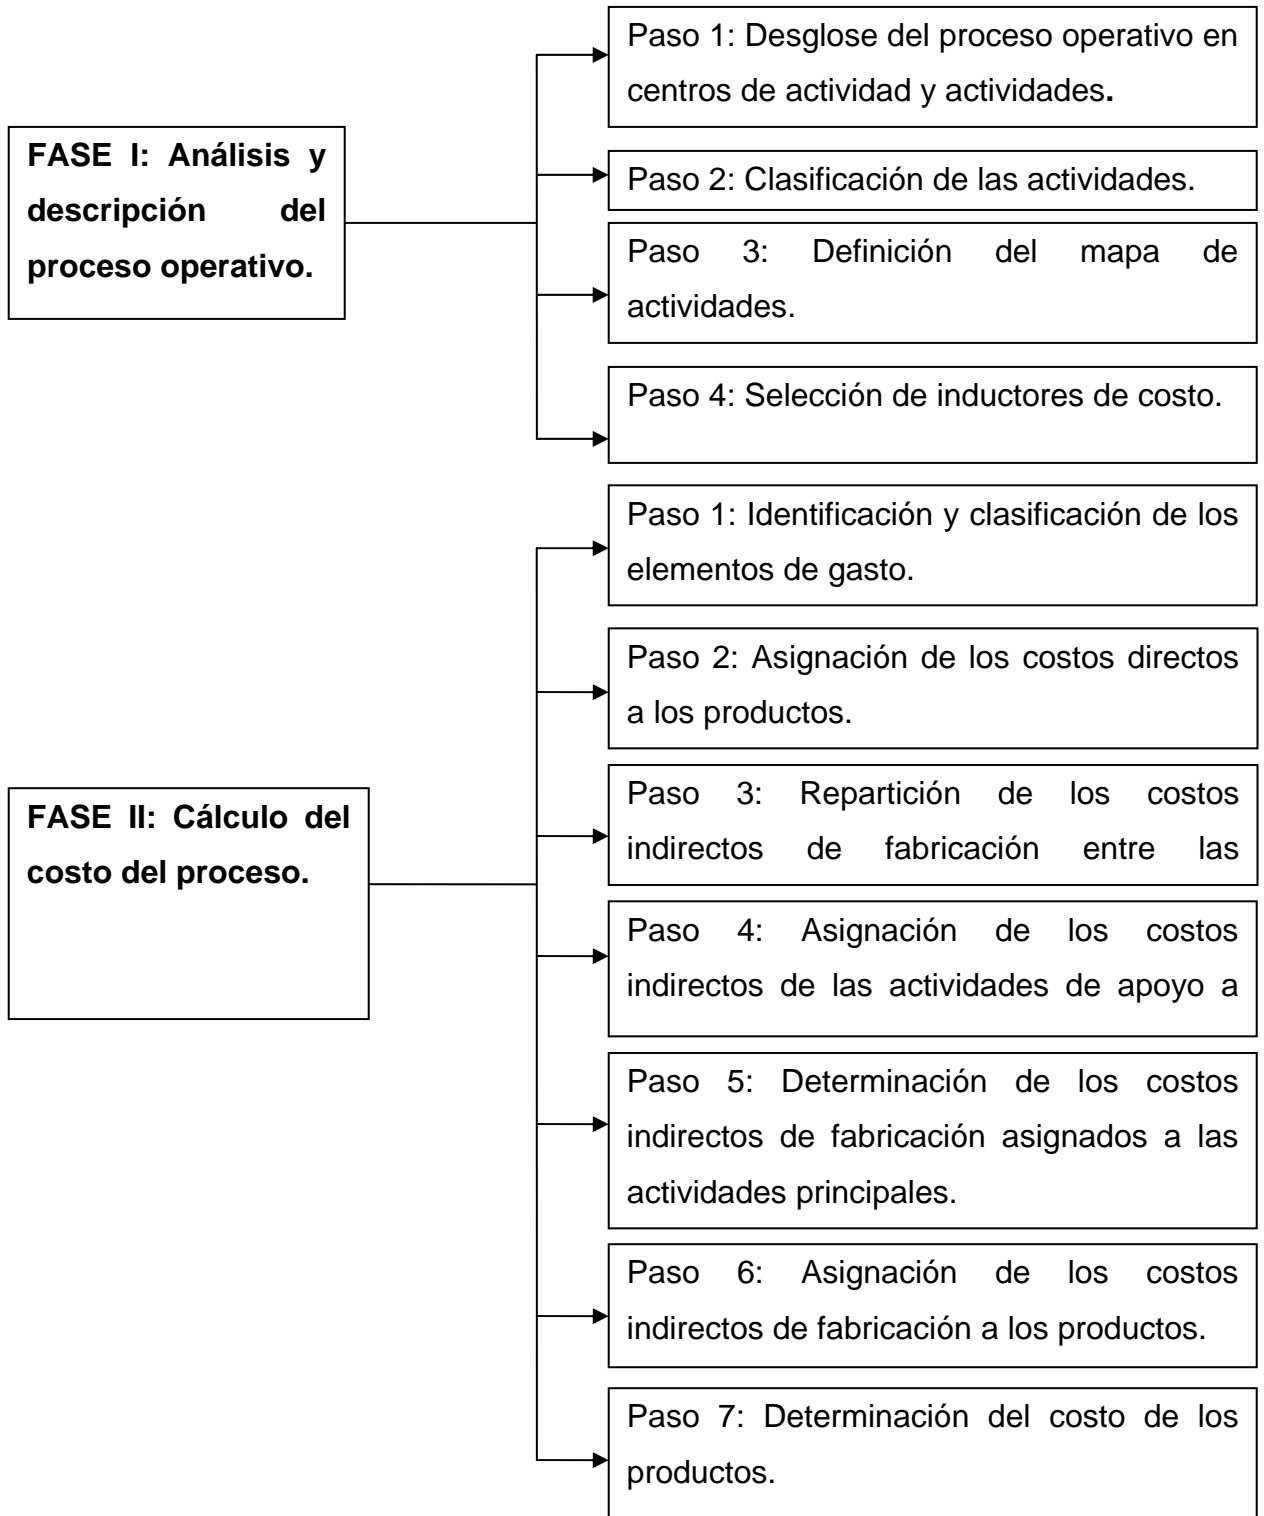 FASE I: Análisis y
descripción del
proceso operativo.
Paso 1: Desglose del proceso operativo en
centros de actividad y actividades.
Paso 2: Clasificación de las actividades.
Paso 3: Definición del mapa de
actividades.
Paso 4: Selección de inductores de costo.
FASE II: Cálculo del
costo del proceso.
Paso 1: Identificación y clasificación de los
elementos de gasto.
Paso 2: Asignación de los costos directos
a los productos.
Paso 3: Repartición de los costos
indirectos de fabricación entre las
Paso 4: Asignación de los costos
indirectos de las actividades de apoyo a
Paso 5: Determinación de los costos
indirectos de fabricación asignados a las
actividades principales.
Paso 6: Asignación de los costos
indirectos de fabricación a los productos.
Paso 7: Determinación del costo de los
productos.